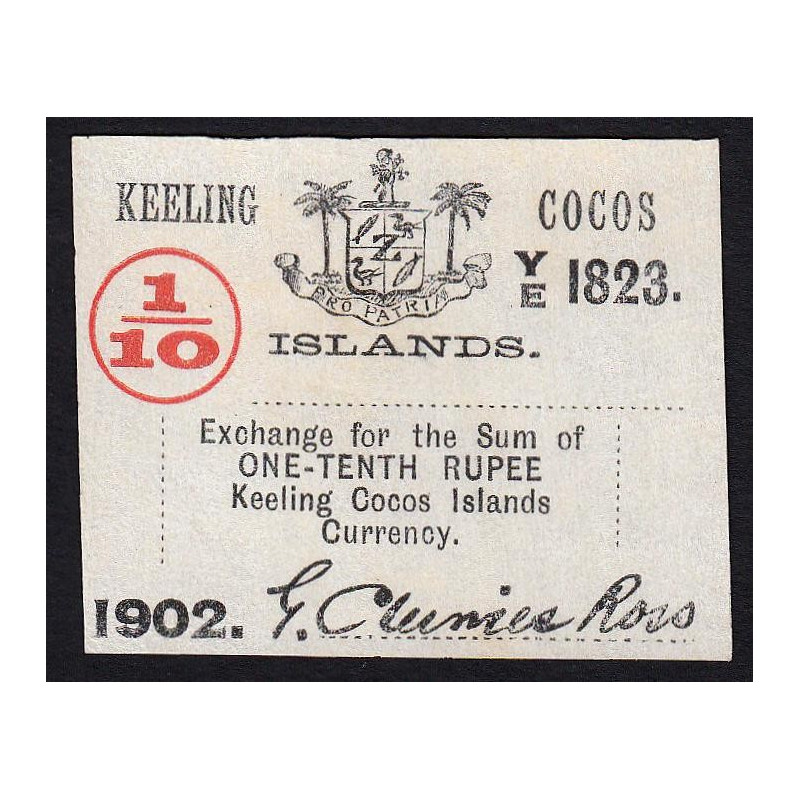 KEELING COCOS
Z
PRO PATRIA
YE 1823.
1/10
ISLANDS.
Exchange for the Sum of
ONE-TENTH RUPEE
Keeling Cocos Islands
Currency.
1902. G. Clunies Ross